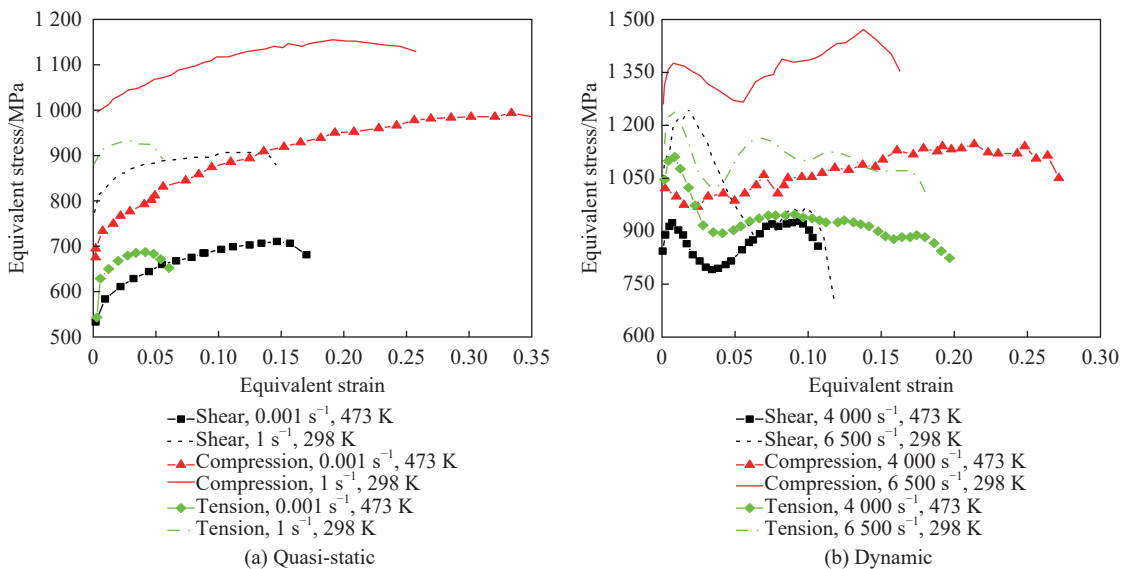 1 200
1 100
1 000
900
800
700
600
500
Equivalent stress/MPa
0
0.05
0.10
0.15
0.20
0.25
0.30
0.35
Equivalent strain
Shear, 0.001 s⁻¹, 473 K
Shear, 1 s⁻¹, 298 K
Compression, 0.001 s⁻¹, 473 K
Compression, 1 s⁻¹, 298 K
Tension, 0.001 s⁻¹, 473 K
Tension, 1 s⁻¹, 298 K
(a) Quasi-static
1 500
1 350
1 200
1 050
900
750
600
Equivalent stress/MPa
0
0.05
0.10
0.15
0.20
0.25
0.30
Equivalent strain
Shear, 4 000 s⁻¹, 473 K
Shear, 6 500 s⁻¹, 298 K
Compression, 4 000 s⁻¹, 473 K
Compression, 6 500 s⁻¹, 298 K
Tension, 4 000 s⁻¹, 473 K
Tension, 6 500 s⁻¹, 298 K
(b) Dynamic